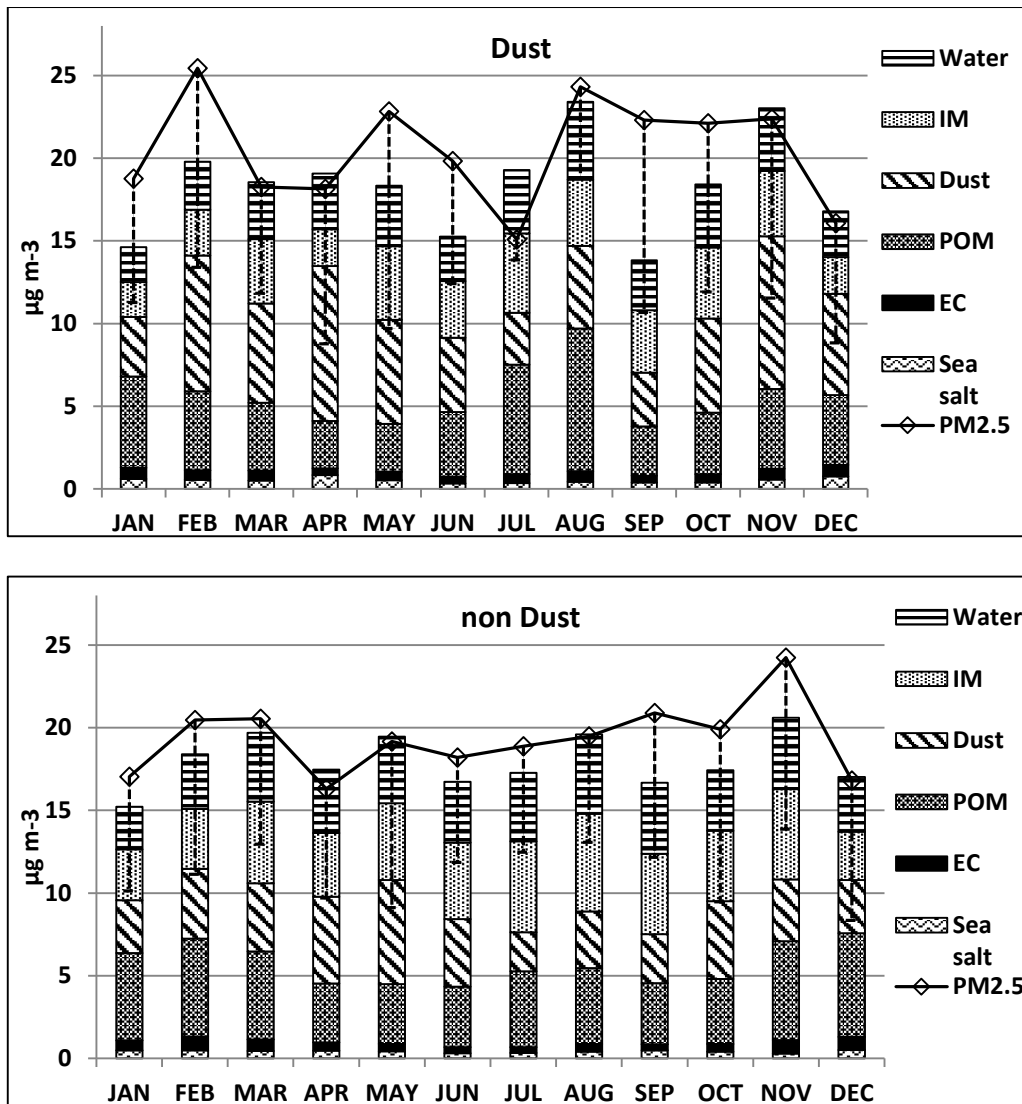 Dust
25
20
15
10
5
0
µg m-3
JAN FEB MAR APR MAY JUN JUL AUG SEP OCT NOV DEC
Water
IM
Dust
POM
EC
Sea
salt
PM2.5
non Dust
25
20
15
10
5
0
µg m-3
JAN FEB MAR APR MAY JUN JUL AUG SEP OCT NOV DEC
Water
IM
Dust
POM
EC
Sea
salt
PM2.5